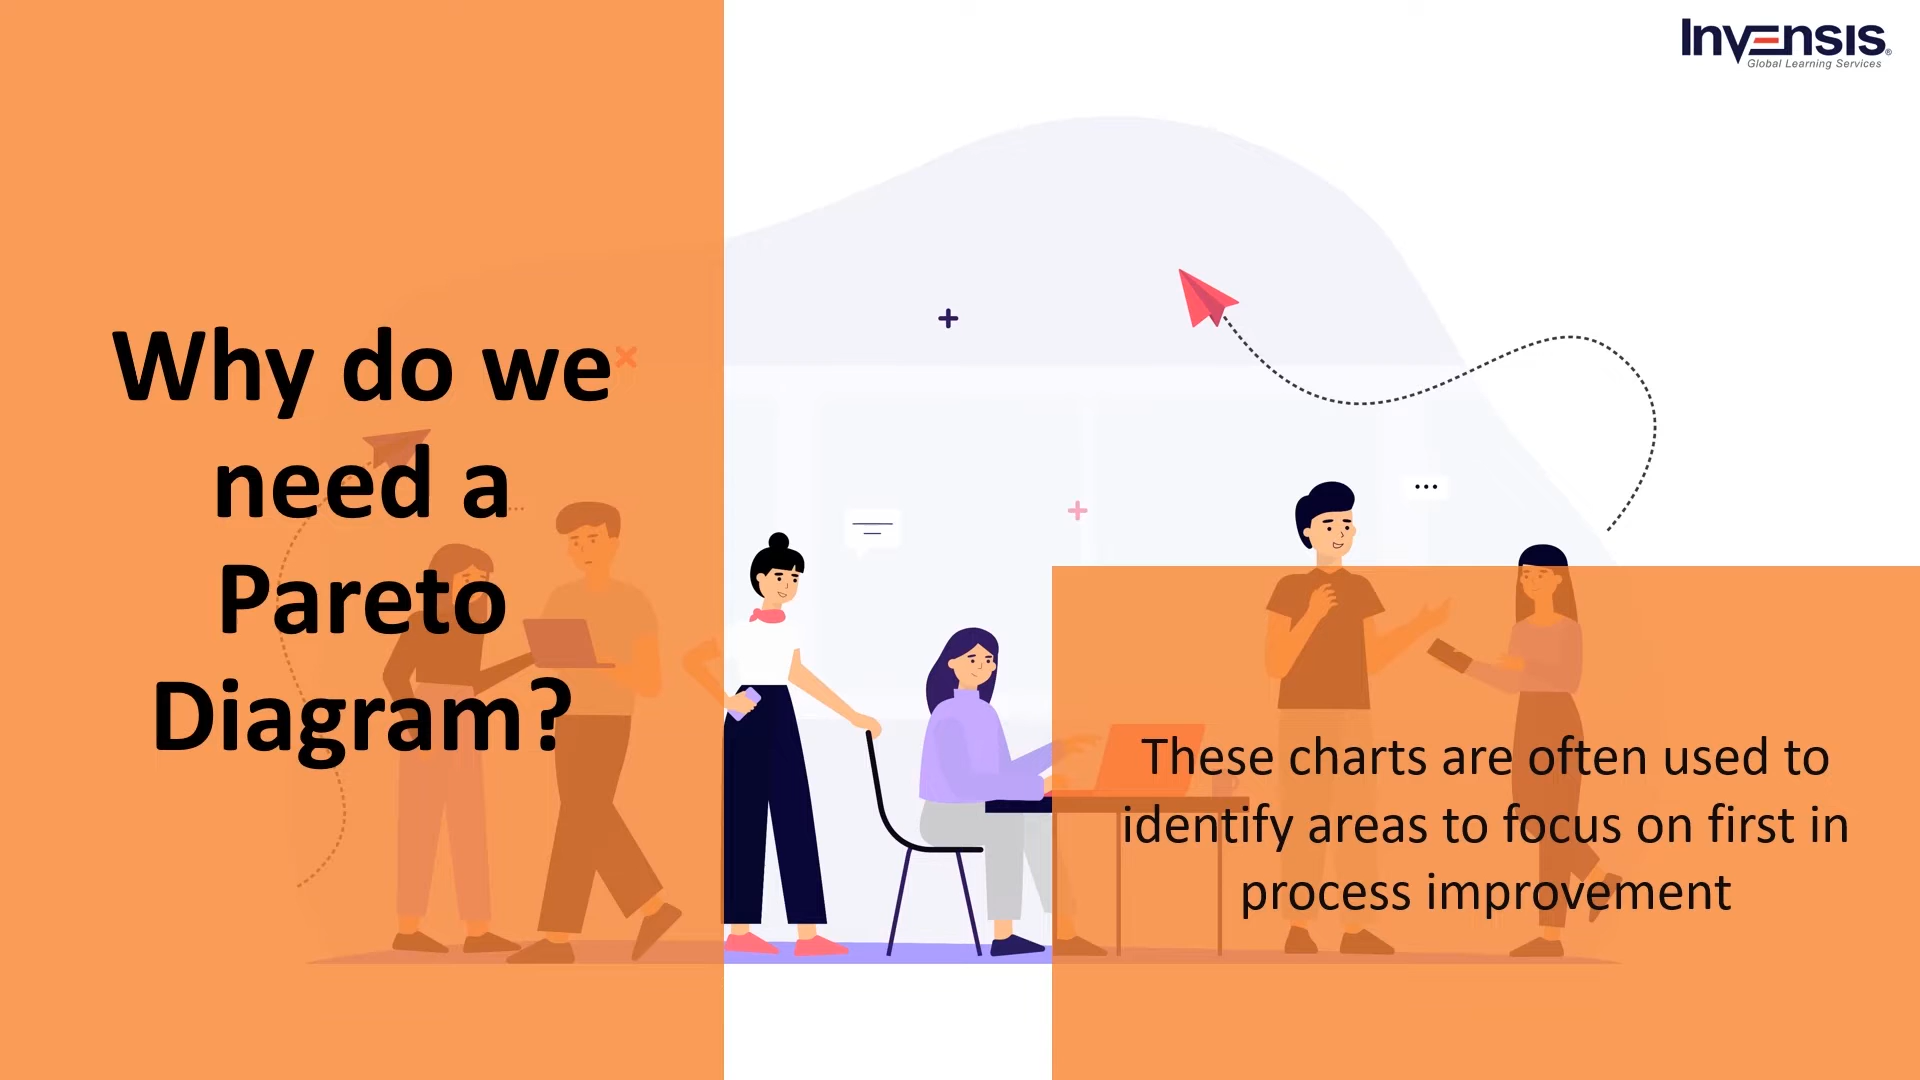 Invensis®
Global Learning Services
Why do we
need a
Pareto
Diagram?
These charts are often used to
identify areas to focus on first in
process improvement